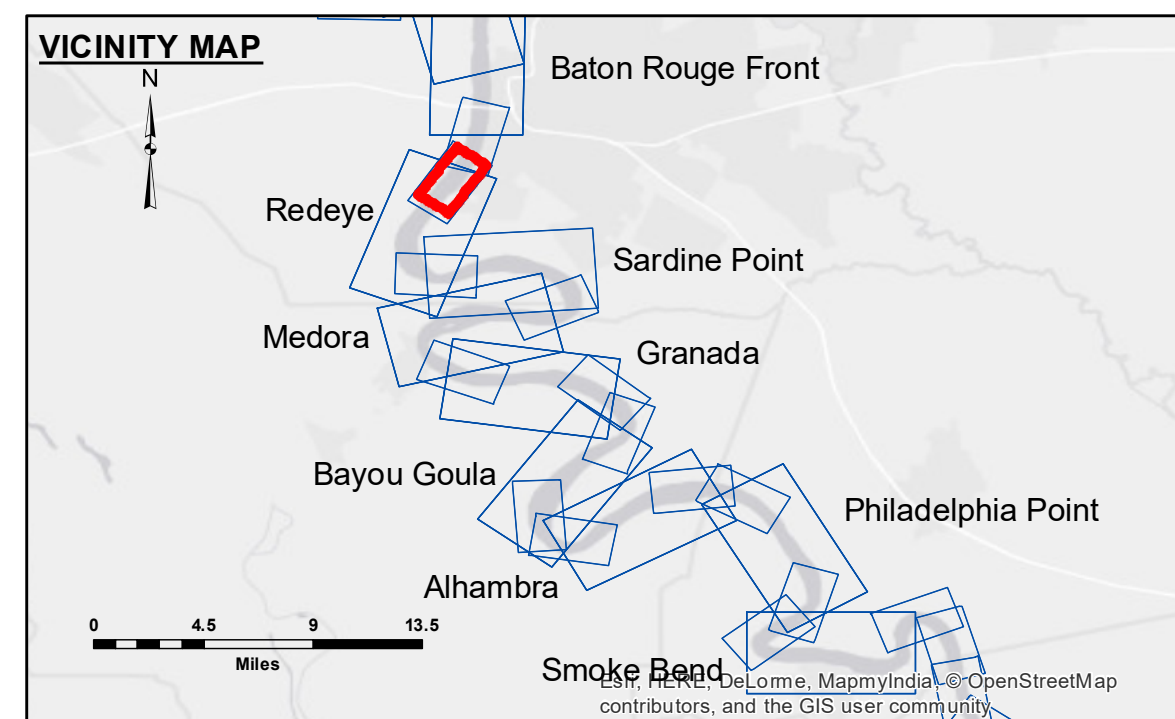 VICINITY MAP
N
Baton Rouge Front
Redeye
Sardine Point
Medora
Granada
Bayou Goula
Philadelphia Point
Alhambra
0 4.5 9 13.5
Miles
Smoke Bend
Esri, HERE, DeLorme, MapmyIndia, © OpenStreetMap
contributors, and the GIS user community